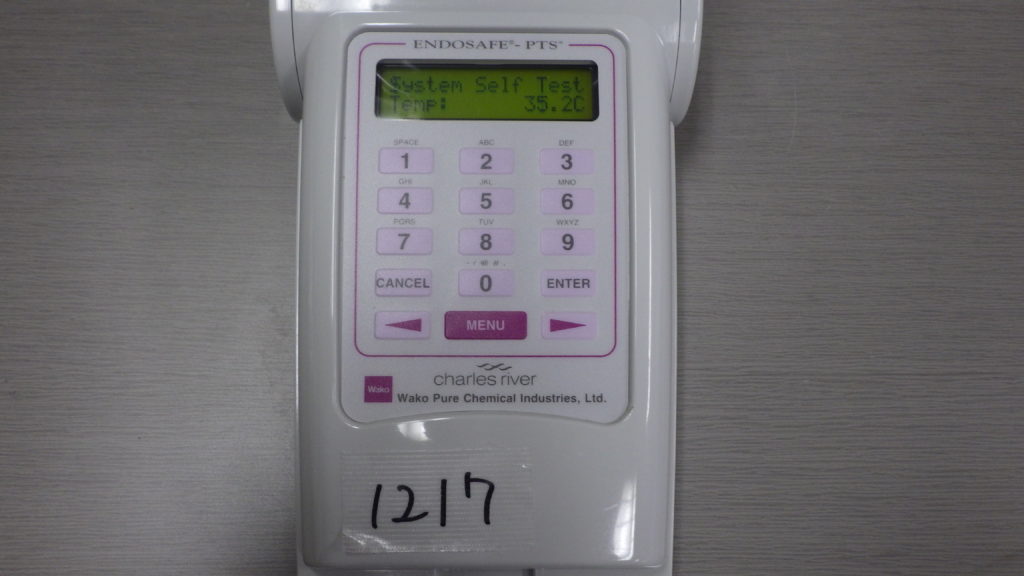 ENDOSAFE®-PTS™
System Self Test
Temp: 35.2C
SPACE ABC DEF
1 2 3
GHI JKL MNO
4 5 6
PQRS TUV WXYZ
7 8 9
CANCEL 0 ENTER
MENU
charles river
Wako Wako Pure Chemical Industries, Ltd.
1217